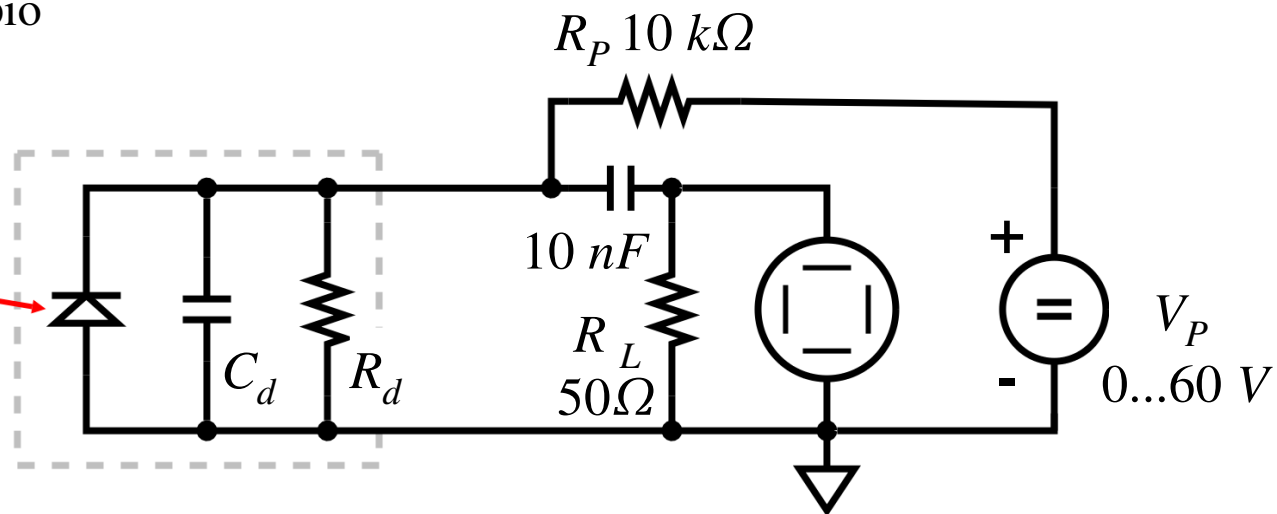 R_P 10 kΩ
10 nF
C_d
R_d
R_L
50Ω
+
=
-
V_P
0...60 V